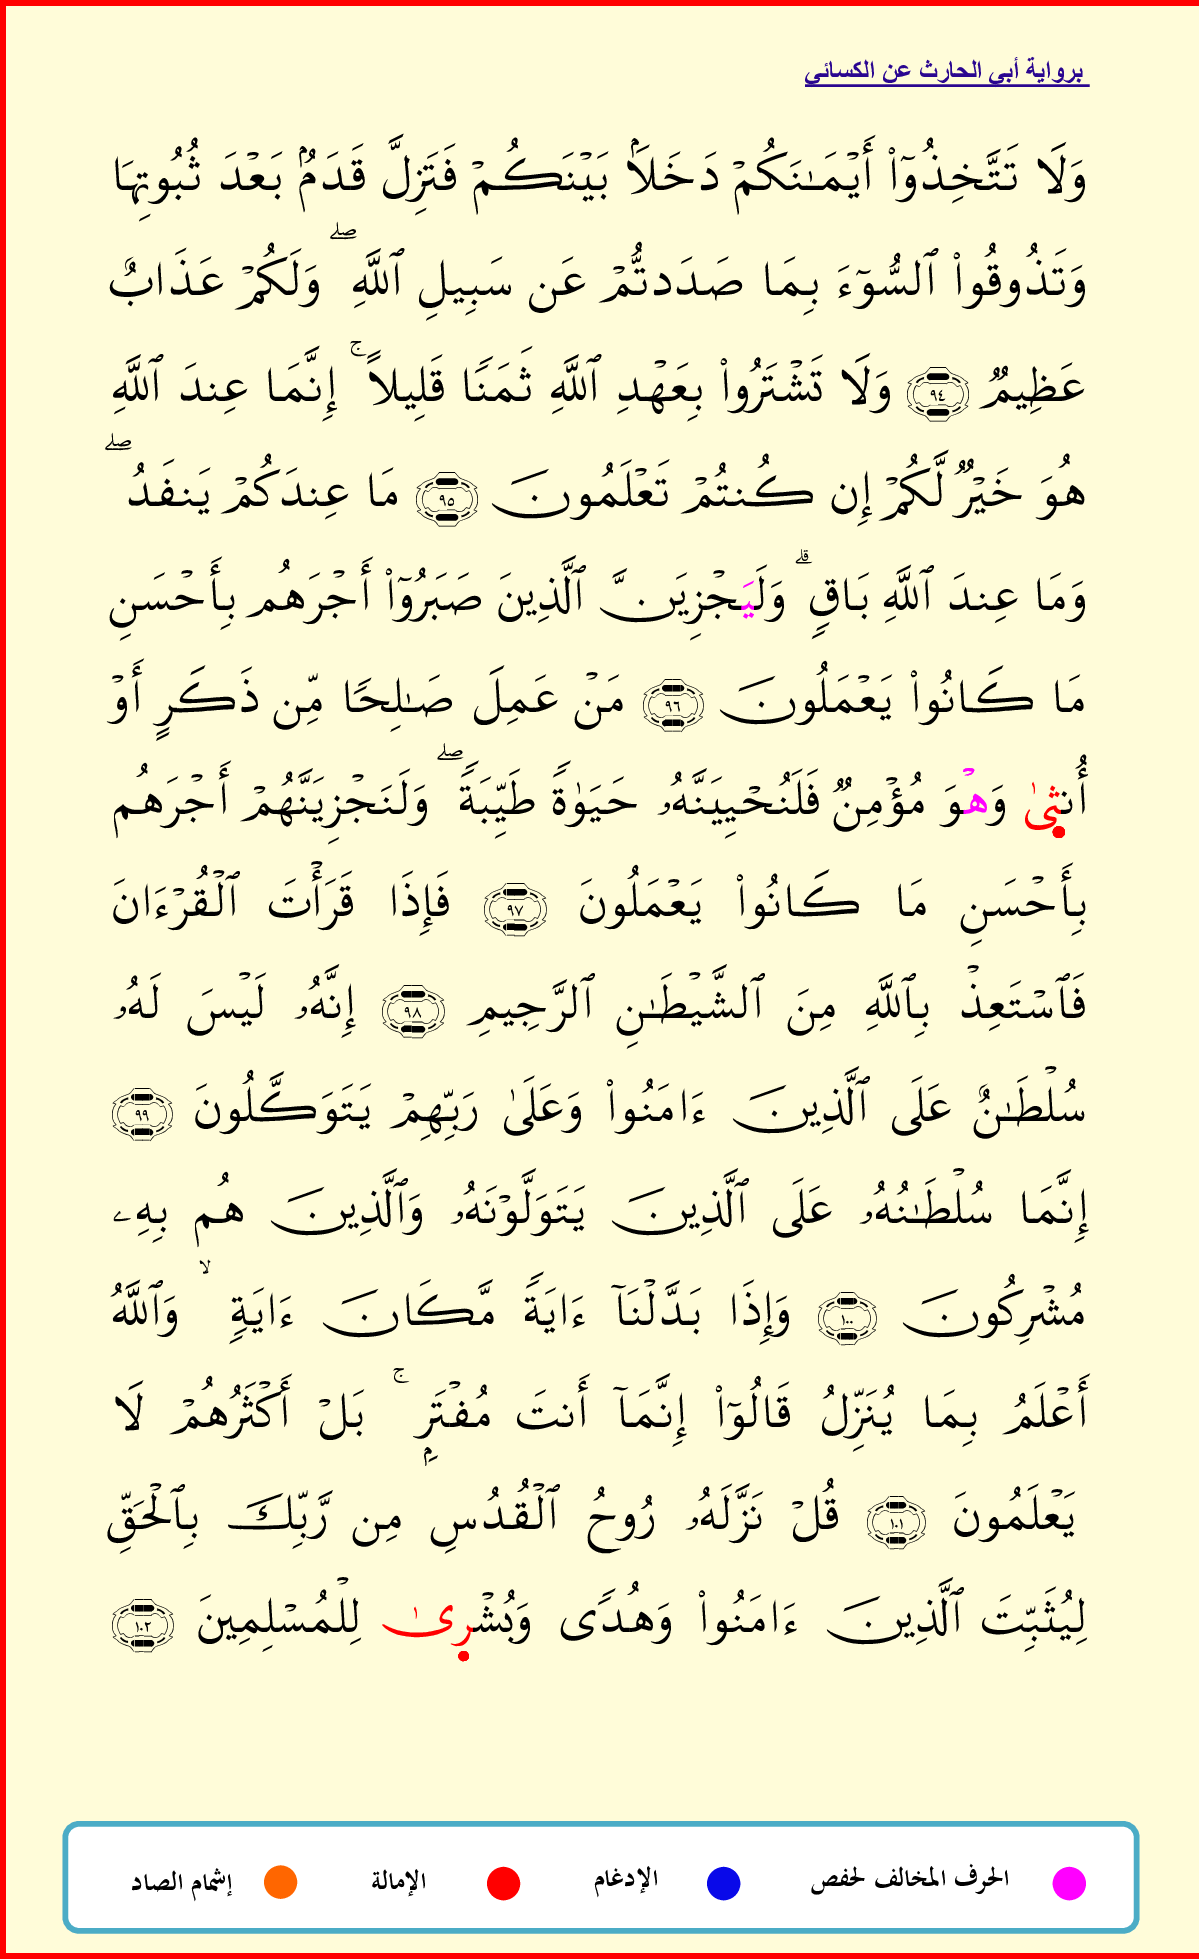 برواية أبي الحارث عن الكسائي
وَلَا تَتَّخِذُوٓا۟ أَيْمَـٰنَكُمْ دَخَلاًۢ بَيْنَكُمْ فَتَزِلَّ قَدَمٌۢ بَعْدَ ثُبُوتِهَا
وَتَذُوقُوا۟ ٱلسُّوٓءَ بِمَا صَدَدتُّمْ عَن سَبِيلِ ٱللَّهِ ۖ وَلَكُمْ عَذَابٌ
عَظِيمٌ ٩٤ وَلَا تَشْتَرُوا۟ بِعَهْدِ ٱللَّهِ ثَمَنًا قَلِيلاً ۚ إِنَّمَا عِندَ ٱللَّهِ
هُوَ خَيْرٌ لَّكُمْ إِن كُنتُمْ تَعْلَمُونَ ٩٥ مَا عِندَكُمْ يَنفَدُ ۖ
وَمَا عِندَ ٱللَّهِ بَاقٍ ۗ وَلَيَجْزِيَنَّ ٱلَّذِينَ صَبَرُوٓا۟ أَجْرَهُم بِأَحْسَنِ
مَا كَانُوا۟ يَعْمَلُونَ ٩٦ مَنْ عَمِلَ صَـٰلِحًا مِّن ذَكَرٍ أَوْ
أُنثىٰ وَهْوَ مُؤْمِنٌ فَلَنُحْيِيَنَّهُۥ حَيَوٰةً طَيِّبَةً ۖ وَلَنَجْزِيَنَّهُمْ أَجْرَهُم
بِأَحْسَنِ مَا كَانُوا۟ يَعْمَلُونَ ٩٧ فَإِذَا قَرَأْتَ ٱلْقُرْءَانَ
فَٱسْتَعِذْ بِٱللَّهِ مِنَ ٱلشَّيْطَـٰنِ ٱلرَّجِيمِ ٩٨ إِنَّهُۥ لَيْسَ لَهُۥ
سُلْطَـٰنٌ عَلَى ٱلَّذِينَ ءَامَنُوا۟ وَعَلَىٰ رَبِّهِمْ يَتَوَكَّلُونَ ٩٩
إِنَّمَا سُلْطَـٰنُهُۥ عَلَى ٱلَّذِينَ يَتَوَلَّوْنَهُۥ وَٱلَّذِينَ هُم بِهِۦ
مُشْرِكُونَ ١٠٠ وَإِذَا بَدَّلْنَآ ءَايَةً مَّكَانَ ءَايَةٍ ۙ وَٱللَّهُ
أَعْلَمُ بِمَا يُنَزِّلُ قَالُوٓا۟ إِنَّمَآ أَنتَ مُفْتَرٍۭ ۚ بَلْ أَكْثَرُهُمْ لَا
يَعْلَمُونَ ١٠١ قُلْ نَزَّلَهُۥ رُوحُ ٱلْقُدُسِ مِن رَّبِّكَ بِٱلْحَقِّ
لِيُثَبِّتَ ٱلَّذِينَ ءَامَنُوا۟ وَهُدًى وَبُشْرىٰ لِلْمُسْلِمِينَ ١٠٢
الحرف المخالف لحفص الإدغام الإمالة إشمام الصاد